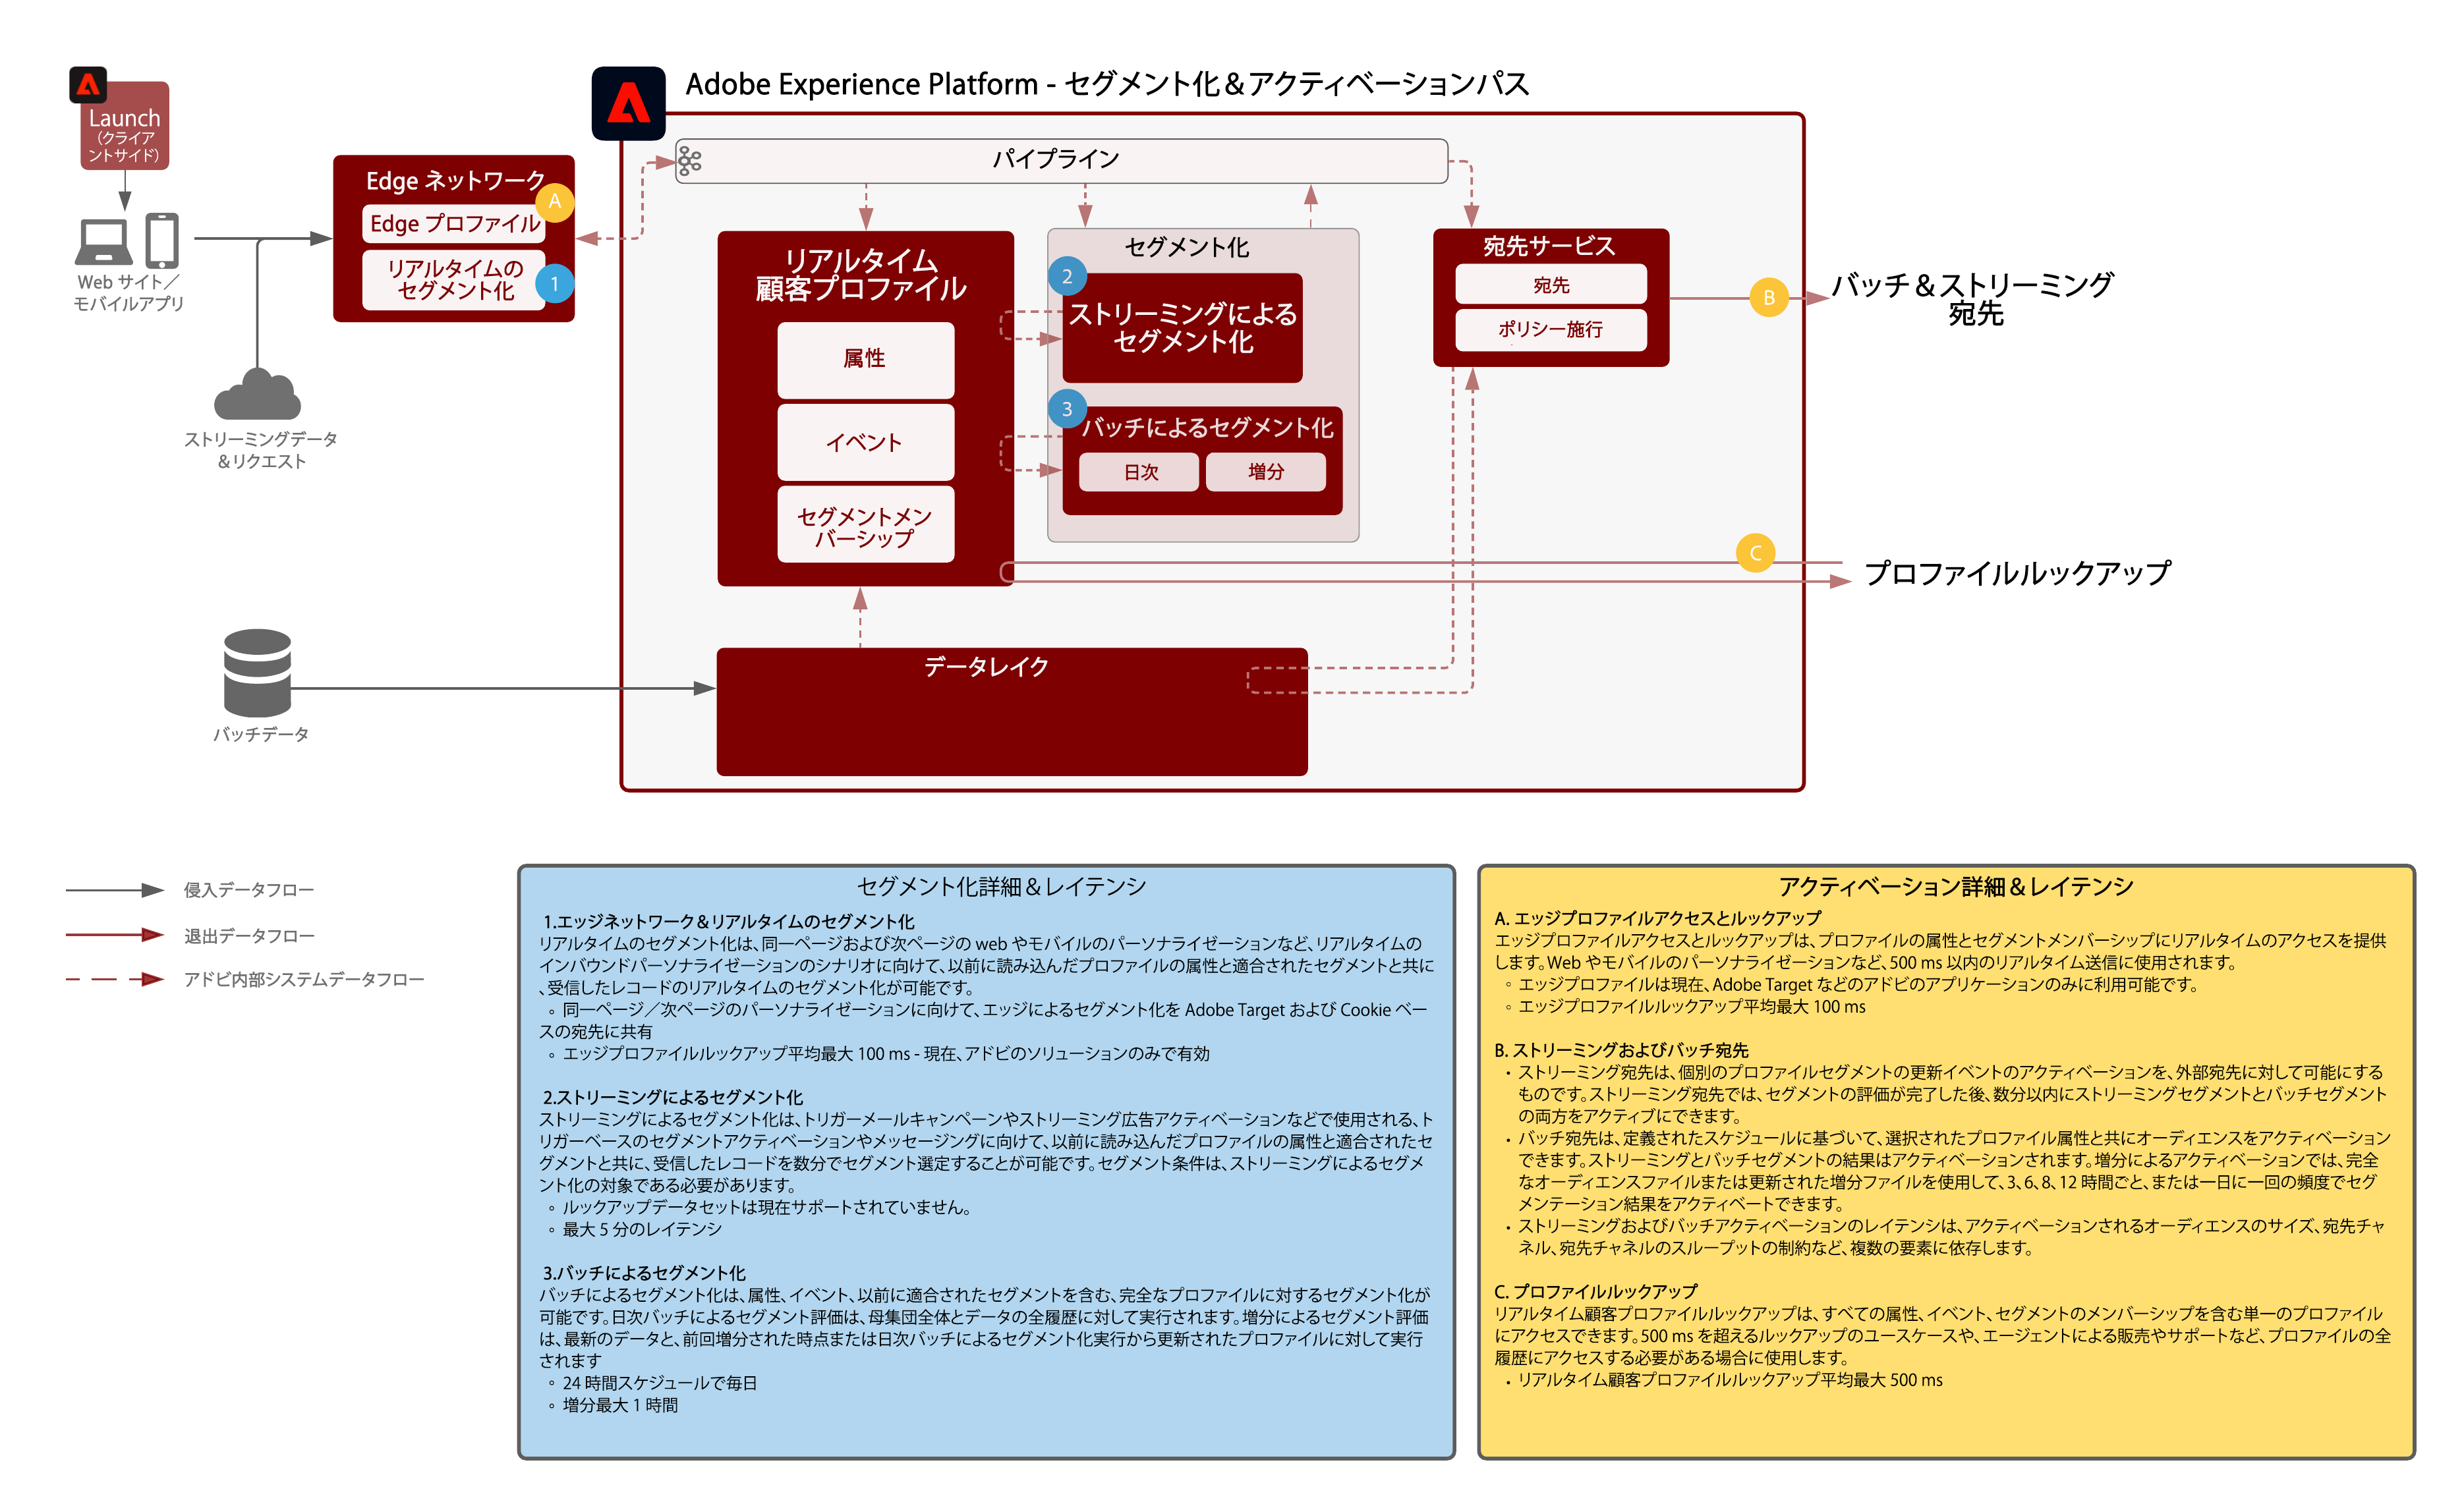 Adobe Experience Platform - セグメント化＆アクティベーションパス
Launch
（クライア
ントサイド）
Web サイト／
モバイルアプリ
ストリーミングデータ
＆リクエスト
バッチデータ
Edge ネットワーク
A
Edge プロファイル
リアルタイムの
セグメント化
1
パイプライン
リアルタイム
顧客プロファイル
属性
イベント
セグメントメン
バーシップ
セグメント化
2
ストリーミングによる
セグメント化
3
バッチによるセグメント化
日次
増分
宛先サービス
宛先
ポリシー施行
B
バッチ＆ストリーミング
宛先
C
プロファイルルックアップ
データレイク
侵入データフロー
退出データフロー
アドビ内部システムデータフロー
セグメント化詳細＆レイテンシ
1.エッジネットワーク＆リアルタイムのセグメント化
リアルタイムのセグメント化は、同一ページおよび次ページの web やモバイルのパーソナライゼーションなど、リアルタイムの
インバウンドパーソナライゼーションのシナリオに向けて、以前に読み込んだプロファイルの属性と適合されたセグメントと共に
、受信したレコードのリアルタイムのセグメント化が可能です。
◦ 同一ページ／次ページのパーソナライゼーションに向けて、エッジによるセグメント化を Adobe Target および Cookie ベー
スの宛先に共有
◦ エッジプロファイルルックアップ平均最大 100 ms - 現在、アドビのソリューションのみで有効
2.ストリーミングによるセグメント化
ストリーミングによるセグメント化は、トリガーメールキャンペーンやストリーミング広告アクティベーションなどで使用される、ト
リガーベースのセグメントアクティベーションやメッセージングに向けて、以前に読み込んだプロファイルの属性と適合されたセ
グメントと共に、受信したレコードを数分でセグメント選定することが可能です。セグメント条件は、ストリーミングによるセグメ
ント化の対象である必要があります。
◦ ルックアップデータセットは現在サポートされていません。
◦ 最大 5 分のレイテンシ
3.バッチによるセグメント化
バッチによるセグメント化は、属性、イベント、以前に適合されたセグメントを含む、完全なプロファイルに対するセグメント化が
可能です。日次バッチによるセグメント評価は、母集団全体とデータの全履歴に対して実行されます。増分によるセグメント評価
は、最新のデータと、前回増分された時点または日次バッチによるセグメント化実行から更新されたプロファイルに対して実行
されます
◦ 24 時間スケジュールで毎日
◦ 増分最大 1 時間
アクティベーション詳細＆レイテンシ
A. エッジプロファイルアクセスとルックアップ
エッジプロファイルアクセスとルックアップは、プロファイルの属性とセグメントメンバーシップにリアルタイムのアクセスを提供
します。Web やモバイルのパーソナライゼーションなど、500 ms 以内のリアルタイム送信に使用されます。
◦ エッジプロファイルは現在、Adobe Target などのアドビのアプリケーションのみに利用可能です。
◦ エッジプロファイルルックアップ平均最大 100 ms
B. ストリーミングおよびバッチ宛先
・ストリーミング宛先は、個別のプロファイルセグメントの更新イベントのアクティベーションを、外部宛先に対して可能にする
ものです。ストリーミング宛先では、セグメントの評価が完了した後、数分以内にストリーミングセグメントとバッチセグメント
の両方をアクティブにできます。
・バッチ宛先は、定義されたスケジュールに基づいて、選択されたプロファイル属性と共にオーディエンスをアクティベーション
できます。ストリーミングとバッチセグメントの結果はアクティベーションされます。増分によるアクティベーションでは、完全
なオーディエンスファイルまたは更新された増分ファイルを使用して、3、6、8、12 時間ごと、または一日に一回の頻度でセグ
メンテーション結果をアクティベートできます。
・ストリーミングおよびバッチアクティベーションのレイテンシは、アクティベーションされるオーディエンスのサイズ、宛先チャ
ネル、宛先チャネルのスループットの制約など、複数の要素に依存します。
C. プロファイルルックアップ
リアルタイム顧客プロファイルルックアップは、すべての属性、イベント、セグメントのメンバーシップを含む単一のプロファイル
にアクセスできます。500 ms を超えるルックアップのユースケースや、エージェントによる販売やサポートなど、プロファイルの全
履歴にアクセスする必要がある場合に使用します。
・リアルタイム顧客プロファイルルックアップ平均最大 500 ms